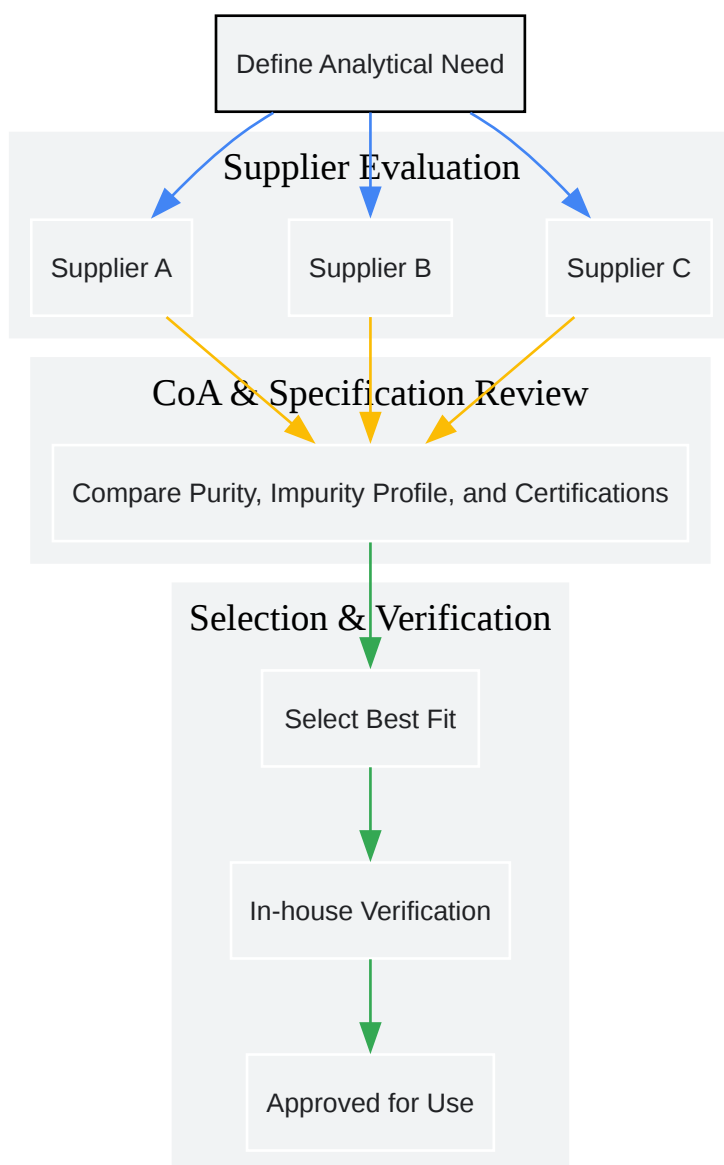 Define Analytical Need
Supplier Evaluation
Supplier A
Supplier B
Supplier C
CoA & Specification Review
Compare Purity, Impurity Profile, and Certifications
Selection & Verification
Select Best Fit
In-house Verification
Approved for Use